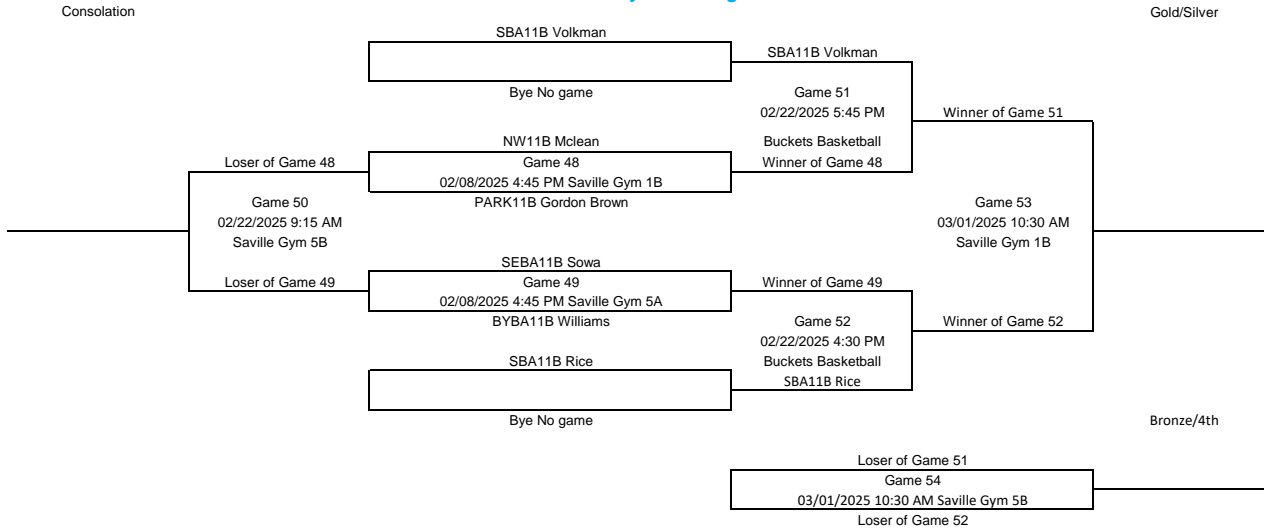 Consolation
Gold/Silver
SBA11B Volkman
SBA11B Volkman
Bye No game
Game 51
02/22/2025 5:45 PM
Winner of Game 51
NW11B Mclean
Buckets Basketball
Loser of Game 48
Game 48
Winner of Game 48
02/08/2025 4:45 PM Saville Gym 1B
Game 50
PARK11B Gordon Brown
Game 53
02/22/2025 9:15 AM
03/01/2025 10:30 AM
Saville Gym 5B
Saville Gym 1B
SEBA11B Sowa
Loser of Game 49
Game 49
Winner of Game 49
02/08/2025 4:45 PM Saville Gym 5A
BYBA11B Williams
Game 52
Winner of Game 52
02/22/2025 4:30 PM
SBA11B Rice
Buckets Basketball
SBA11B Rice
Bye No game
Bronze/4th
Loser of Game 51
Game 54
03/01/2025 10:30 AM Saville Gym 5B
Loser of Game 52